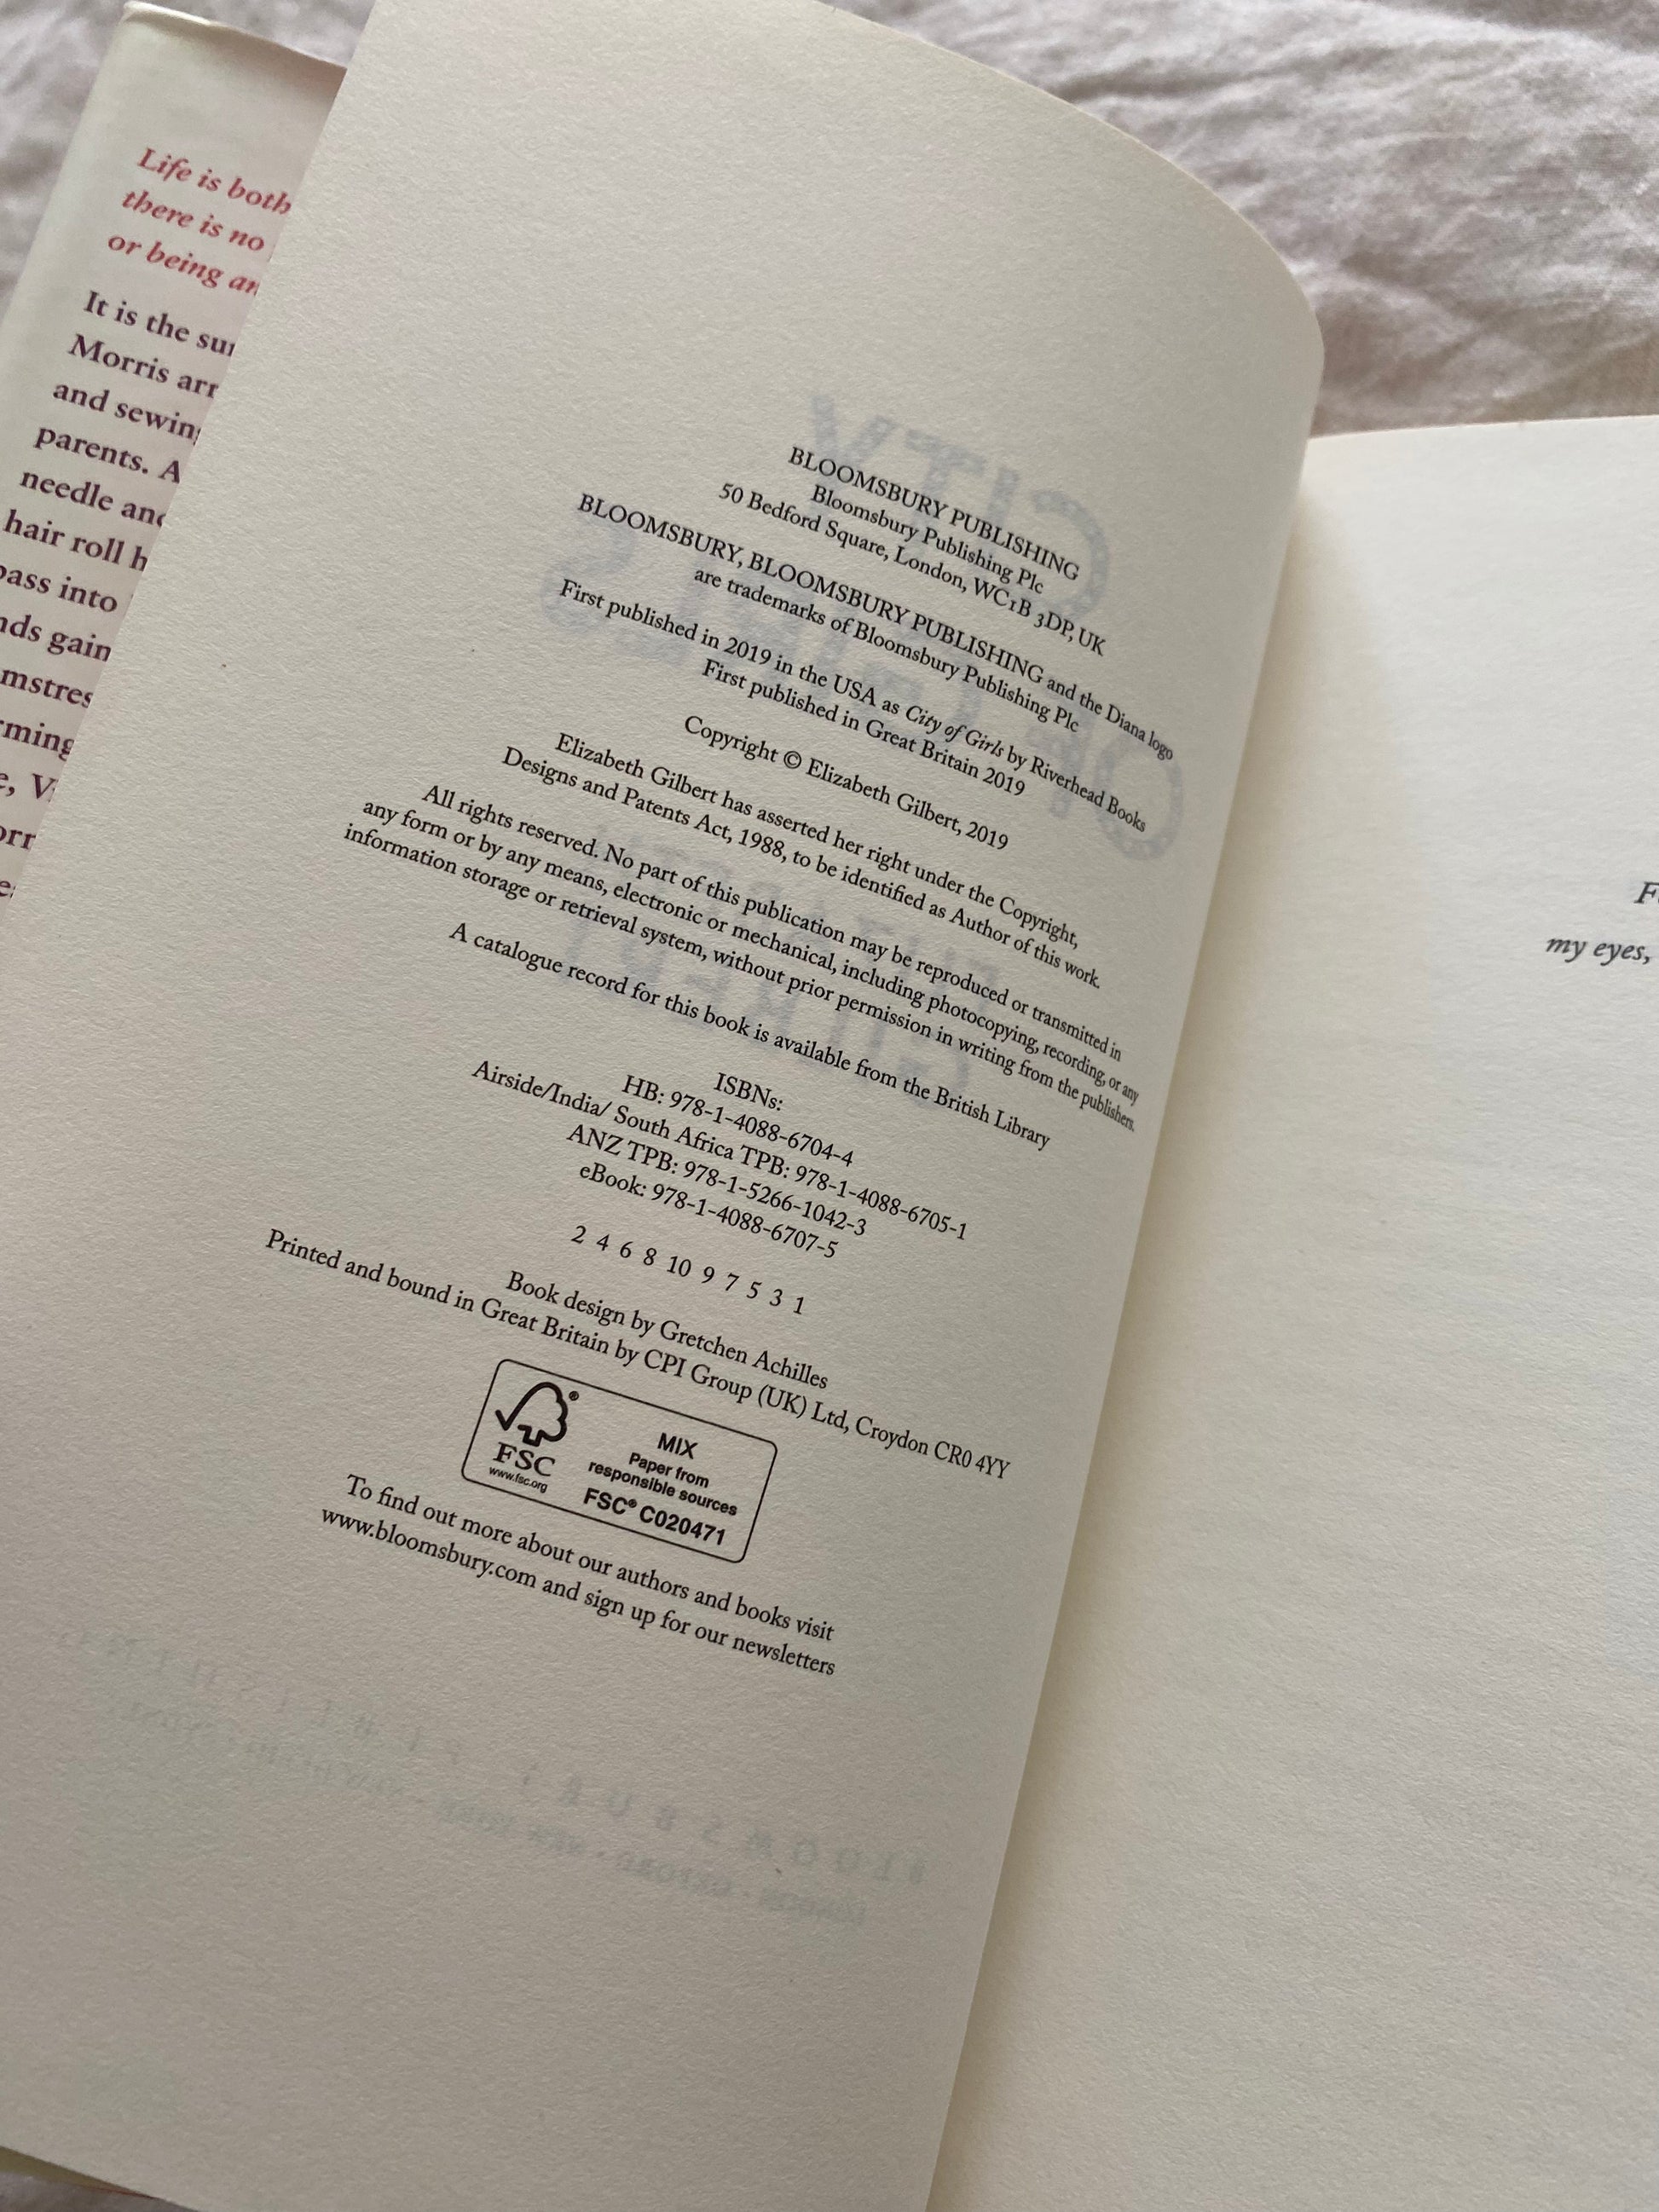 Life is both
there is no
or being an
It is the
Morris
and
parents. A
needle
hair roll
pass into
gain
BLOOMSBURY PUBLISHING
Bloomsbury Publishing Plc
50 Bedford Square, London, WC1B 3DP, UK
BLOOMSBURY, BLOOMSBURY PUBLISHING and the Diana logo
are trademarks of Bloomsbury Publishing Plc
First published in 2019 in the USA as City of Girls by Riverhead Books
First published in Great Britain 2019
Copyright © Elizabeth Gilbert, 2019
Elizabeth Gilbert has asserted her right under the Copyright,
Designs and Patents Act, 1988, to be identified as Author of this work.
All rights reserved. No part of this publication may be reproduced or transmitted in
any form or by any means, electronic or mechanical, including photocopying, recording, or any
information storage or retrieval system, without prior permission in writing from the publishers.
A catalogue record for this book is available from the British Library
ISBNs:
HB: 978-1-4088-6704-4
Airside/India/ South Africa TPB: 978-1-4088-6705-1
ANZ TPB: 978-1-5266-1042-3
eBook: 978-1-4088-6707-5
2 4 6 8 10 9 7 5 3 1
Book design by Gretchen Achilles
Printed and bound in Great Britain by CPI Group (UK) Ltd, Croydon CR0 4YY
FSC®
www.fsc.org
MIX
Paper from
responsible sources
FSC® C020471
To find out more about our authors and books visit
www.bloomsbury.com and sign up for our newsletters
my eyes,